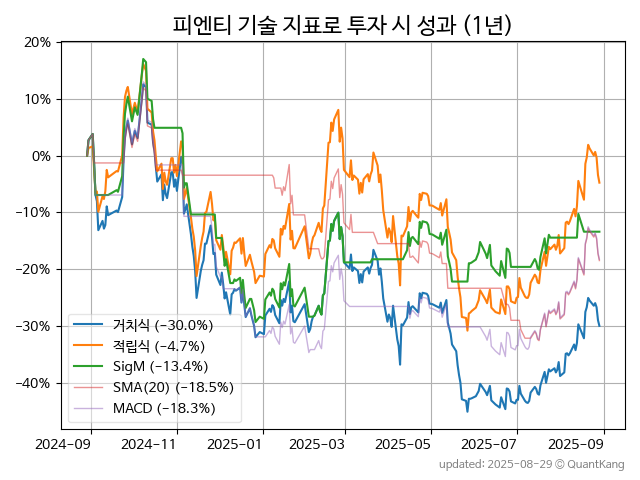 피엔티 기술 지표로 투자 시 성과 (1년)
20%
10%
0%
−10%
−20%
−30%
−40%
거치식 (−30.0%)
적립식 (−4.7%)
SigM (−13.4%)
SMA(20) (−18.5%)
MACD (−18.3%)
2024-09
2024-11
2025-01
2025-03
2025-05
2025-07
2025-09
updated: 2025-08-29 ⓒ QuantKang